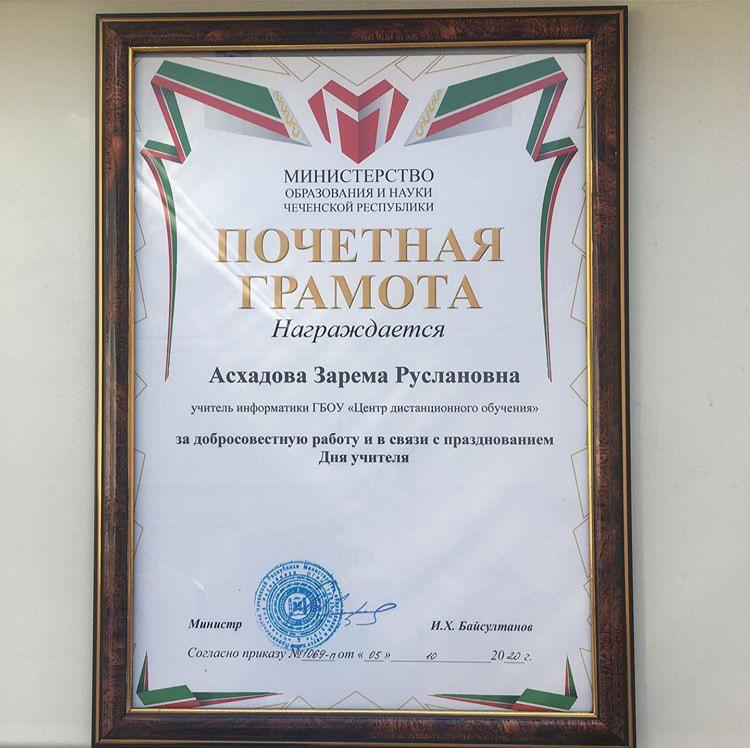 МИНИСТЕРСТВО
ОБРАЗОВАНИЯ И НАУКИ
ЧЕЧЕНСКОЙ РЕСПУБЛИКИ
ПОЧЕТНАЯ
ГРАМОТА
Награждается
Асхадова Зарема Руслановна
учитель информатики ГБОУ «Центр дистанционного обучения»
за добросовестную работу и в связи с празднованием
Дня учителя
Министр
И.Х. Байсултанов
Согласно приказу №1069-п от « 05 » 10 2020 г.